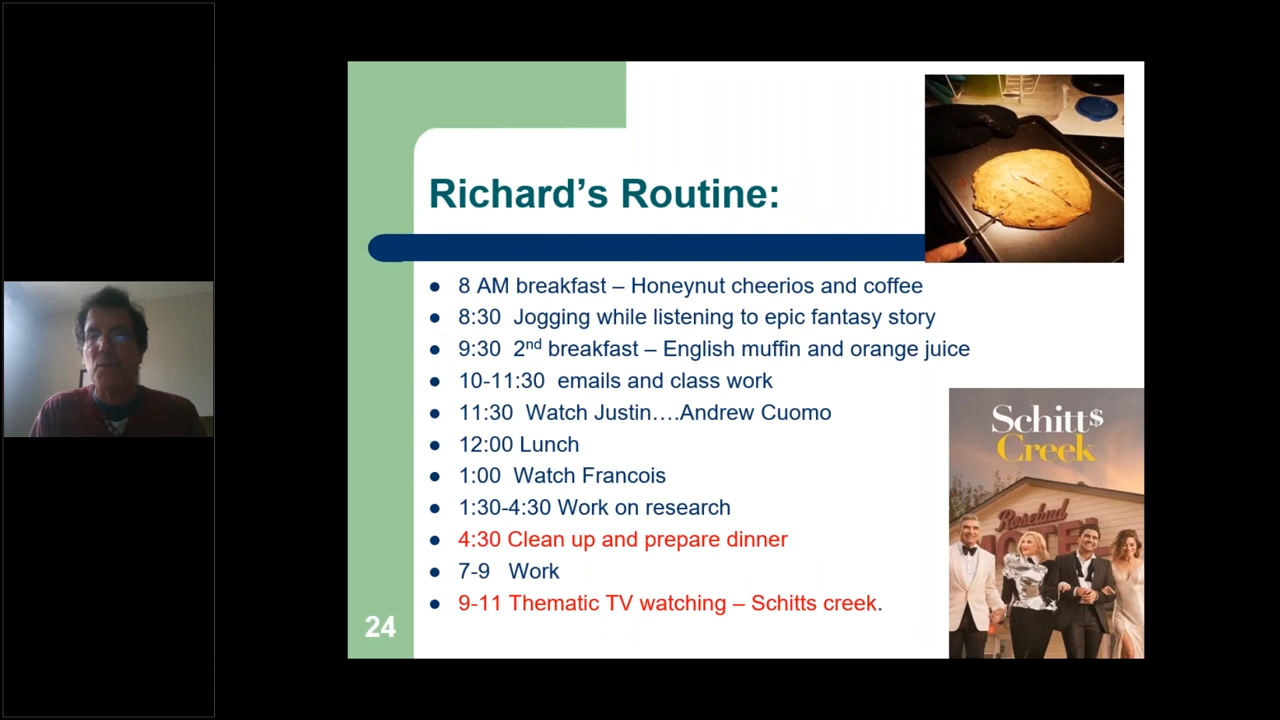 Richard’s Routine:
8 AM breakfast – Honeynut cheerios and coffee
8:30 Jogging while listening to epic fantasy story
9:30 2nd breakfast – English muffin and orange juice
10-11:30 emails and class work
11:30 Watch Justin….Andrew Cuomo
12:00 Lunch
1:00 Watch Francois
1:30-4:30 Work on research
4:30 Clean up and prepare dinner
7-9 Work
9-11 Thematic TV watching – Schitts creek.
24
Schitt$
Creek
Rosebud
MOTEL